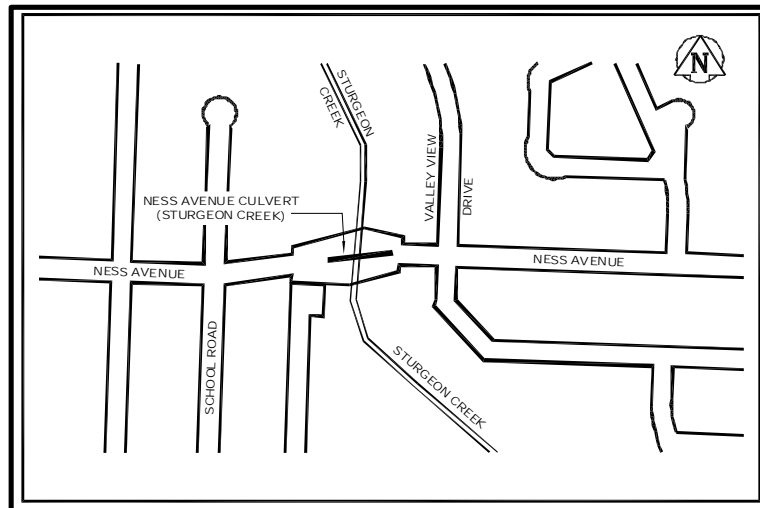 N
STURGEON
CREEK
VALLEY VIEW
DRIVE
NESS AVENUE CULVERT
(STURGEON CREEK)
NESS AVENUE
NESS AVENUE
SCHOOL ROAD
STURGEON CREEK